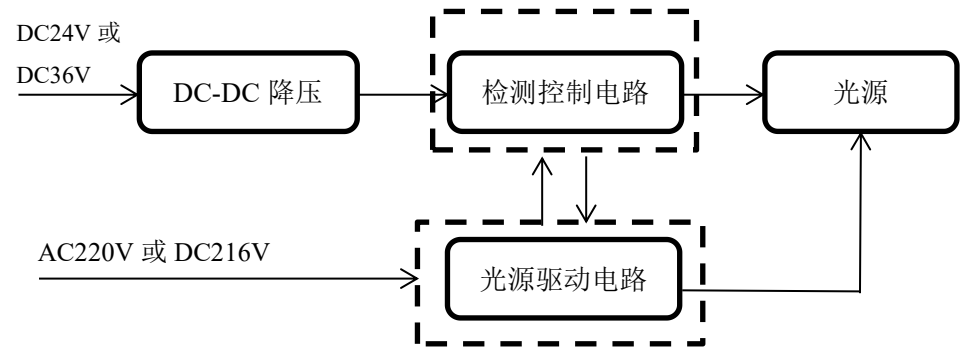 DC24V 或
DC36V
DC-DC 降压
检测控制电路
光源
AC220V 或 DC216V
光源驱动电路